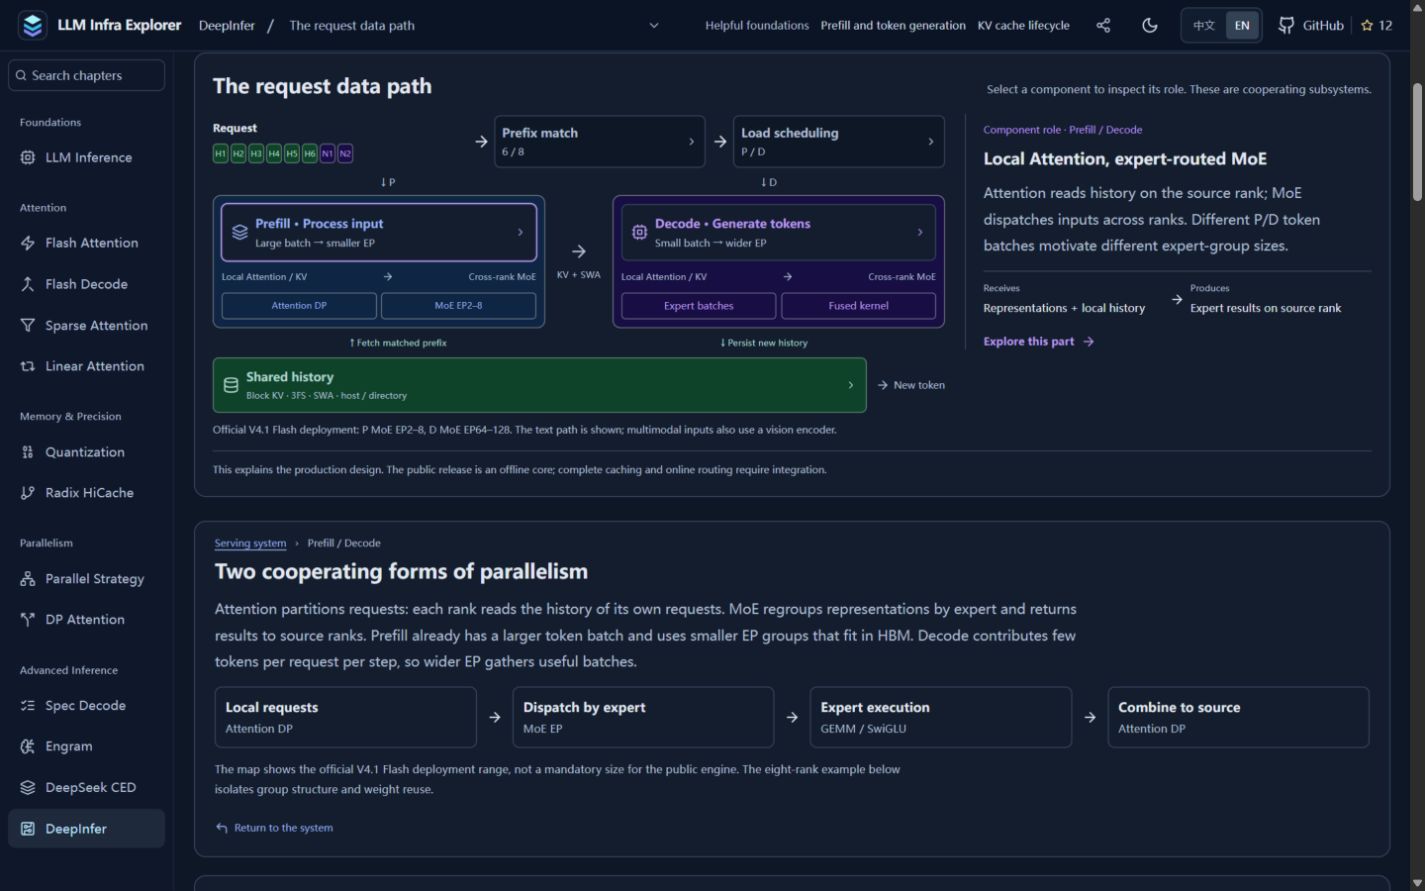 LLM Infra Explorer
DeepInfer / The request data path
Helpful foundations
Prefill and token generation
KV cache lifecycle
中文
EN
GitHub
12
Search chapters
Foundations
LLM Inference
Attention
Flash Attention
Flash Decode
Sparse Attention
Linear Attention
Memory & Precision
Quantization
Radix HiCache
Parallelism
Parallel Strategy
DP Attention
Advanced Inference
Spec Decode
Engram
DeepSeek CED
DeepInfer
The request data path
Select a component to inspect its role. These are cooperating subsystems.
Request
H1 H2 H3 H4 H5 H6 N1 N2
→
Prefix match
6 / 8
→
Load scheduling
P / D
↓ P
↓ D
Prefill • Process input
Large batch → smaller EP
Local Attention / KV → Cross-rank MoE
Attention DP
MoE EP2–8
→
KV + SWA
Decode • Generate tokens
Small batch → wider EP
Local Attention / KV → Cross-rank MoE
Expert batches
Fused kernel
↑ Fetch matched prefix
↓ Persist new history
Shared history
Block KV · 3FS · SWA · host / directory
→ New token
Official V4.1 Flash deployment: P MoE EP2–8, D MoE EP64–128. The text path is shown; multimodal inputs also use a vision encoder.
This explains the production design. The public release is an offline core; complete caching and online routing require integration.
Component role · Prefill / Decode
Local Attention, expert-routed MoE
Attention reads history on the source rank; MoE
dispatches inputs across ranks. Different P/D token
batches motivate different expert-group sizes.
Receives
Representations + local history
→
Produces
Expert results on source rank
Explore this part →
Serving system › Prefill / Decode
Two cooperating forms of parallelism
Attention partitions requests: each rank reads the history of its own requests. MoE regroups representations by expert and returns
results to source ranks. Prefill already has a larger token batch and uses smaller EP groups that fit in HBM. Decode contributes few
tokens per request per step, so wider EP gathers useful batches.
Local requests
Attention DP
→
Dispatch by expert
MoE EP
→
Expert execution
GEMM / SwiGLU
→
Combine to source
Attention DP
The map shows the official V4.1 Flash deployment range, not a mandatory size for the public engine. The eight-rank example below
isolates group structure and weight reuse.
Return to the system